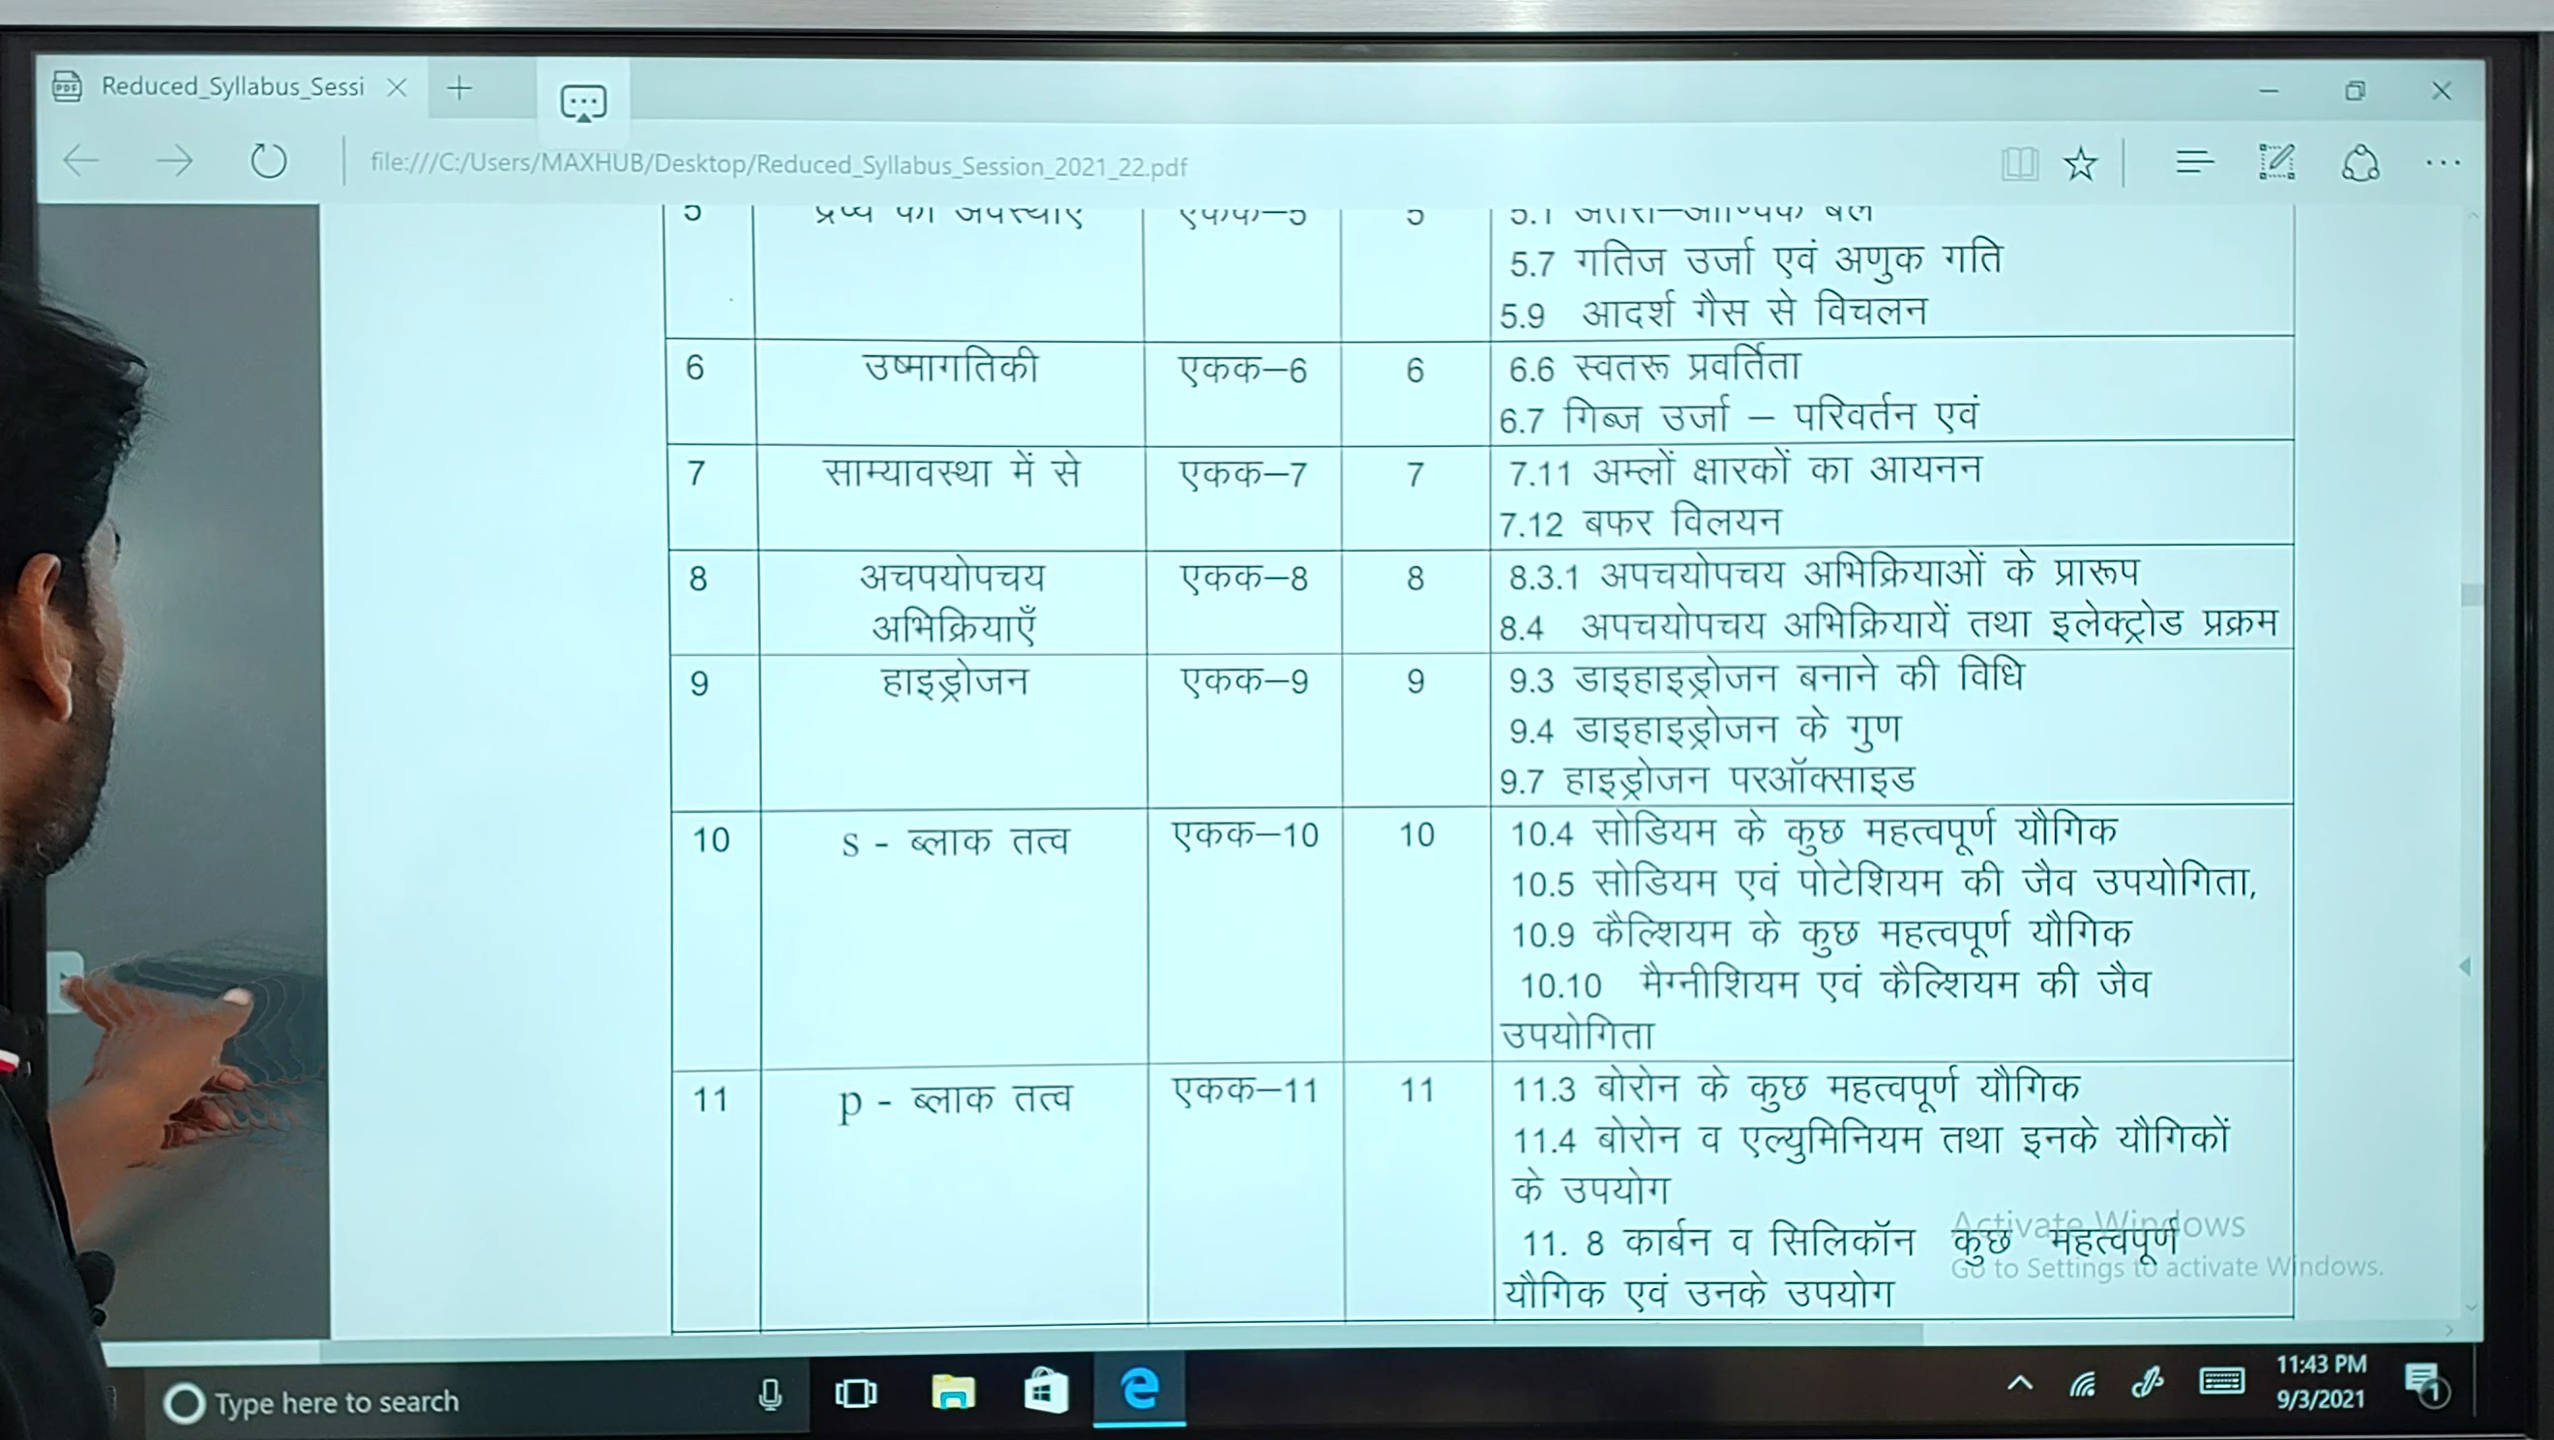 Reduced_Syllabus_Sessi
file:///C:/Users/MAXHUB/Desktop/Reduced_Syllabus_Session_2021_22.pdf
5 एकक–5 5
5.7 गतिज उर्जा एवं अणुक गति
5.9 आदर्श गैस से विचलन
6 उष्मागतिकी एकक–6 6 6.6 स्वतरू प्रवर्तिता
6.7 गिब्ज उर्जा – परिवर्तन एवं
7 साम्यावस्था में से एकक–7 7 7.11 अम्लों क्षारकों का आयनन
7.12 बफर विलयन
8 अचपयोपचय एकक–8 8 8.3.1 अपचयोपचय अभिक्रियाओं के प्रारूप
अभिक्रियाएँ 8.4 अपचयोपचय अभिक्रियायें तथा इलेक्ट्रोड प्रक्रम
9 हाइड्रोजन एकक–9 9 9.3 डाइहाइड्रोजन बनाने की विधि
9.4 डाइहाइड्रोजन के गुण
9.7 हाइड्रोजन परऑक्साइड
10 s - ब्लाक तत्व एकक–10 10 10.4 सोडियम के कुछ महत्वपूर्ण यौगिक
10.5 सोडियम एवं पोटेशियम की जैव उपयोगिता,
10.9 कैल्शियम के कुछ महत्वपूर्ण यौगिक
10.10 मैग्नीशियम एवं कैल्शियम की जैव
उपयोगिता
11 p - ब्लाक तत्व एकक–11 11 11.3 बोरोन के कुछ महत्वपूर्ण यौगिक
11.4 बोरोन व एल्युमिनियम तथा इनके यौगिकों
के उपयोग
11. 8 कार्बन व सिलिकॉन कुछ महत्वपूर्ण
यौगिक एवं उनके उपयोग
Activate Windows
Go to Settings to activate Windows.
Type here to search
11:43 PM
9/3/2021
1